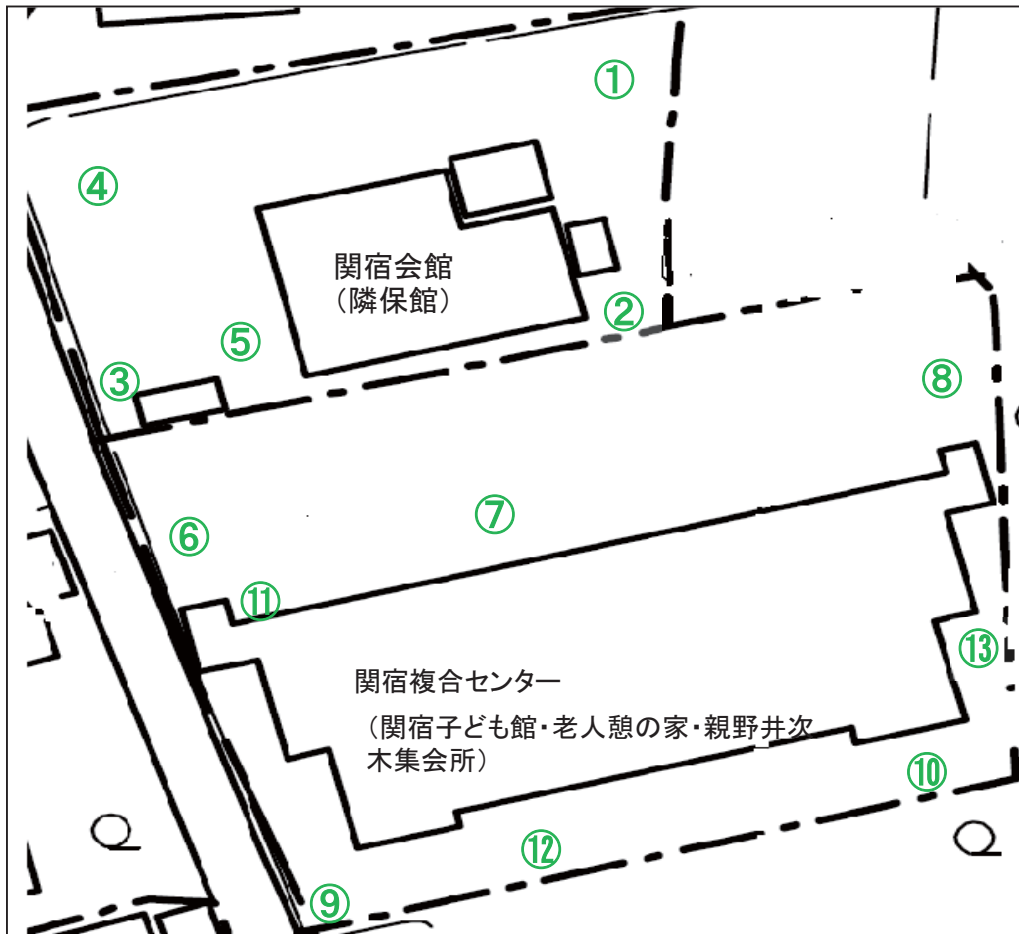 ①
④
関宿会館
（隣保館）
②
⑤
③
⑧
⑦
⑥
⑪
⑬
関宿複合センター
（関宿子ども館・老人憩の家・親野井次
木集会所）
⑩
⑫
⑨